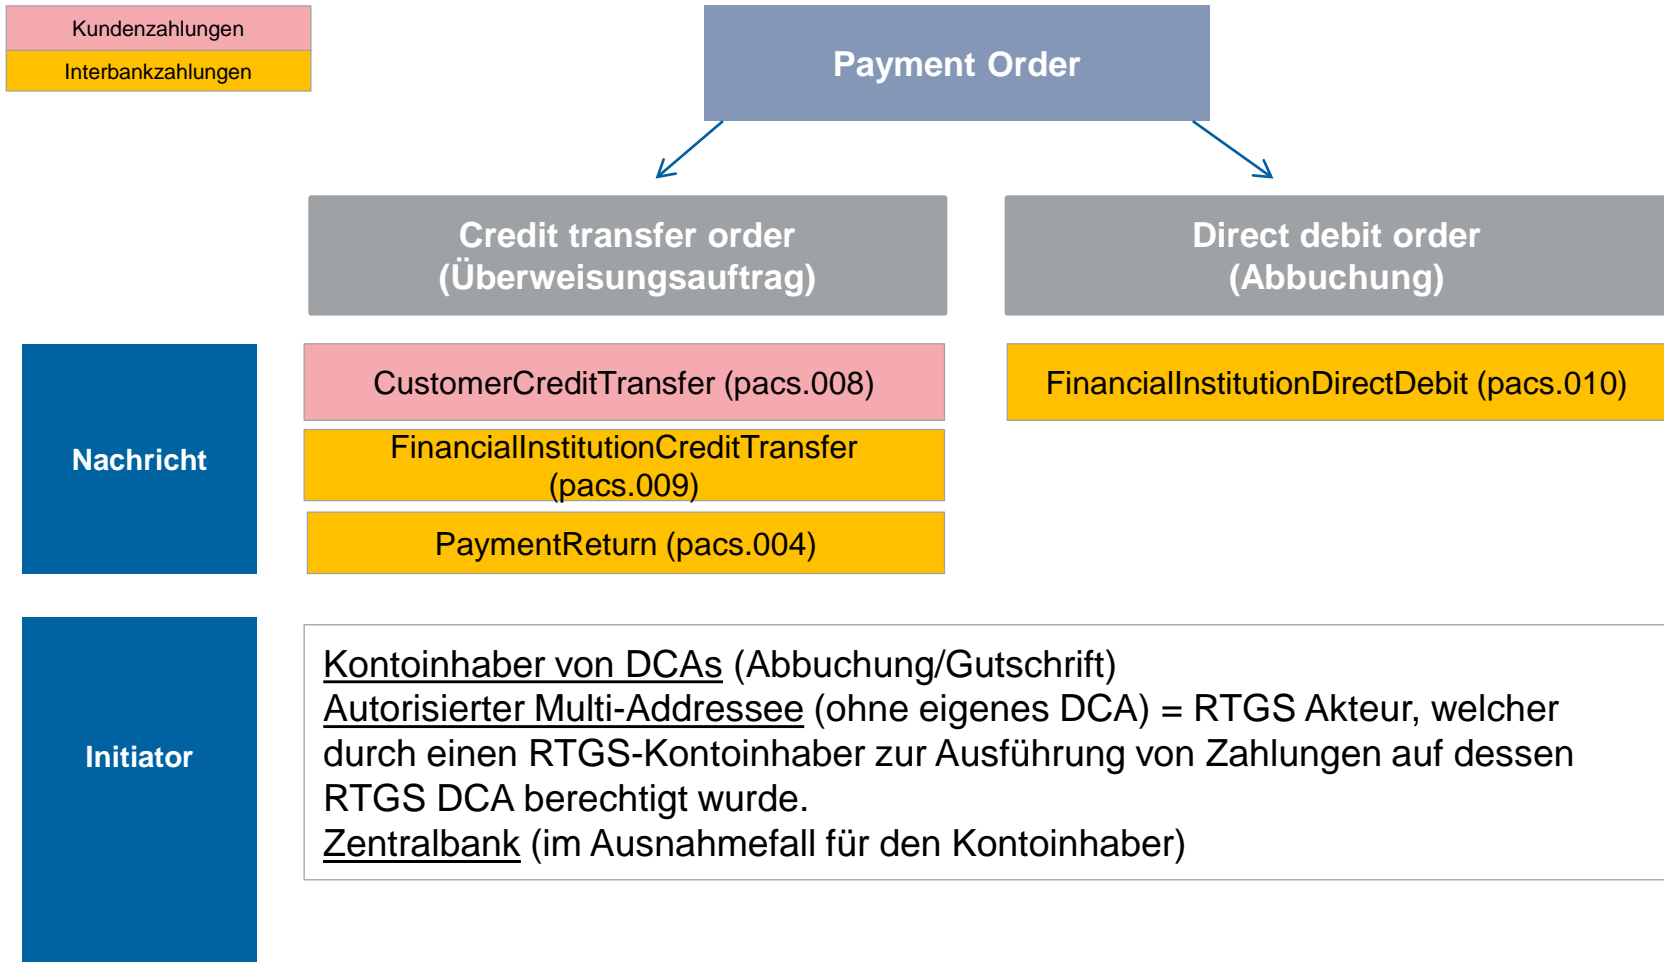 Kundenzahlungen
Interbankzahlungen
Payment Order
Credit transfer order
(Überweisungsauftrag)
Direct debit order
(Abbuchung)
Nachricht
CustomerCreditTransfer (pacs.008)
FinancialInstitutionDirectDebit (pacs.010)
FinancialInstitutionCreditTransfer
(pacs.009)
PaymentReturn (pacs.004)
Initiator
Kontoinhaber von DCAs (Abbuchung/Gutschrift)
Autorisierter Multi-Addressee (ohne eigenes DCA) = RTGS Akteur, welcher
durch einen RTGS-Kontoinhaber zur Ausführung von Zahlungen auf dessen
RTGS DCA berechtigt wurde.
Zentralbank (im Ausnahmefall für den Kontoinhaber)